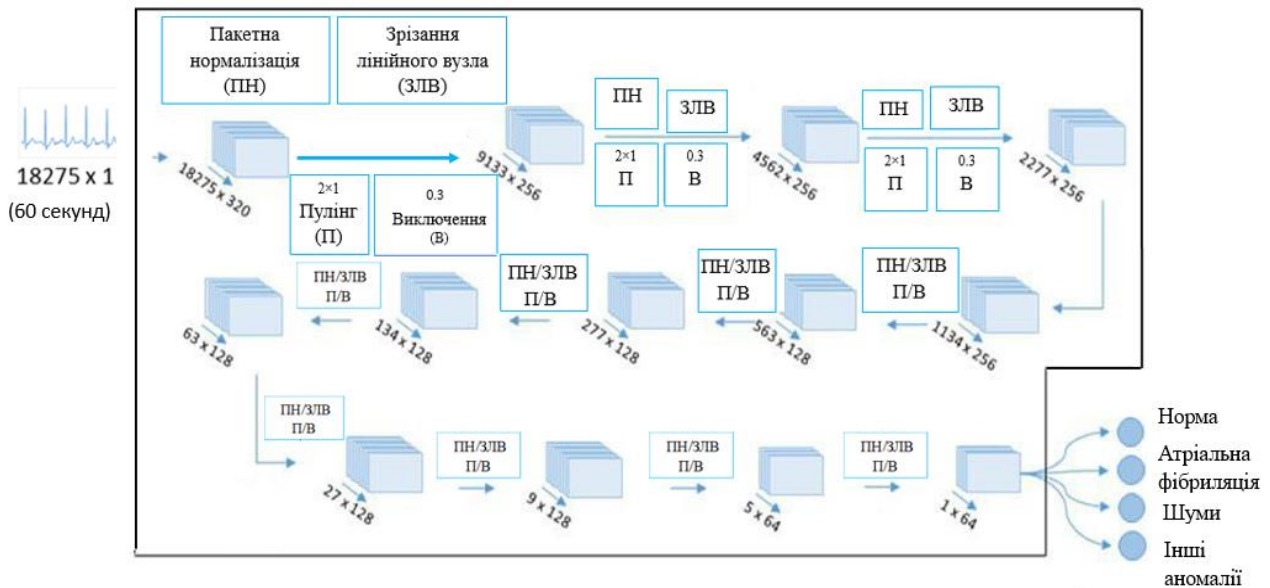 Пакетна
нормалізація
(ПН)
Зрізання
лінійного вузла
(ЗЛВ)
18275 x 1
(60 секунд)
18275 x 320
2×1
Пулінг
(П)
0.3
Виключення
(В)
9133 x 256
ПН
ЗЛВ
2×1
П
0.3
В
4562 x 256
ПН
ЗЛВ
2×1
П
0.3
В
2277 x 256
1134 x 256
ПН/ЗЛВ
П/В
563 x 128
ПН/ЗЛВ
П/В
277 x 128
ПН/ЗЛВ
П/В
134 x 128
ПН/ЗЛВ
П/В
63 x 128
ПН/ЗЛВ
П/В
27 x 128
ПН/ЗЛВ
П/В
9 x 128
ПН/ЗЛВ
П/В
5 x 64
ПН/ЗЛВ
П/В
1 x 64
Норма
Атріальна
фібриляція
Шуми
Інші
аномалії